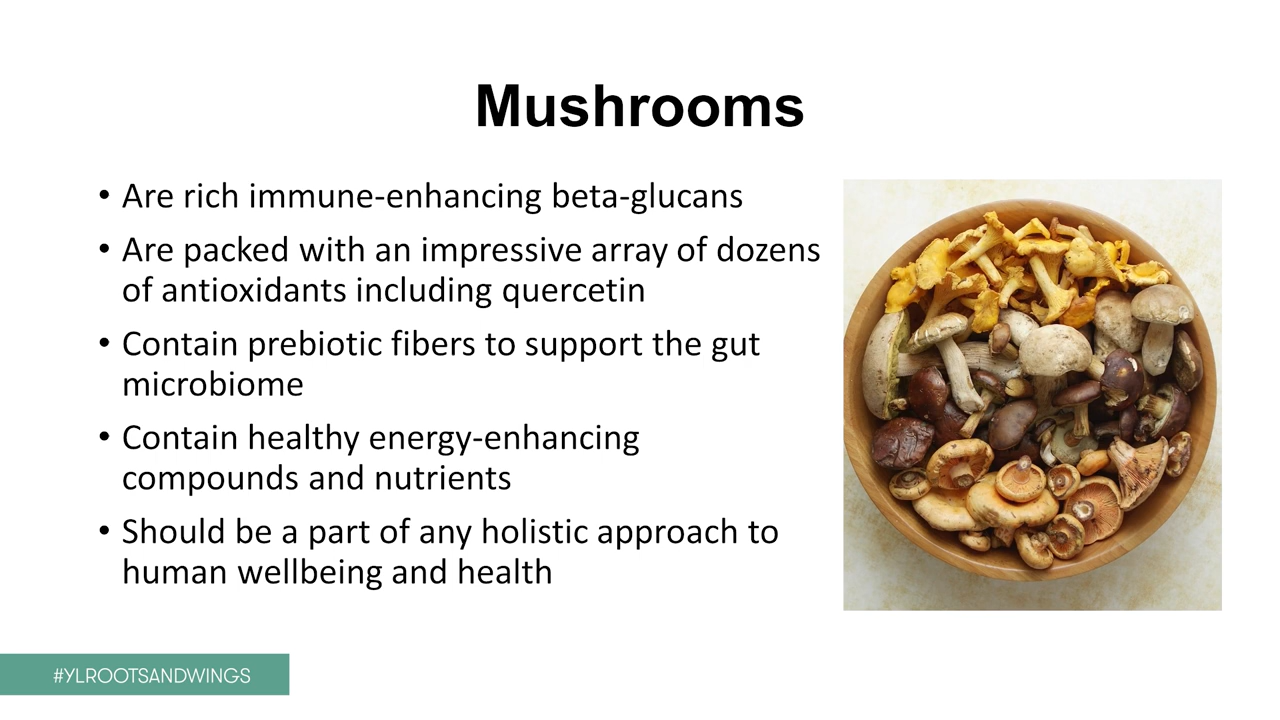 Mushrooms
• Are rich immune-enhancing beta-glucans
• Are packed with an impressive array of dozens
of antioxidants including quercetin
• Contain prebiotic fibers to support the gut
microbiome
• Contain healthy energy-enhancing
compounds and nutrients
• Should be a part of any holistic approach to
human wellbeing and health
#YLROOTSANDWINGS